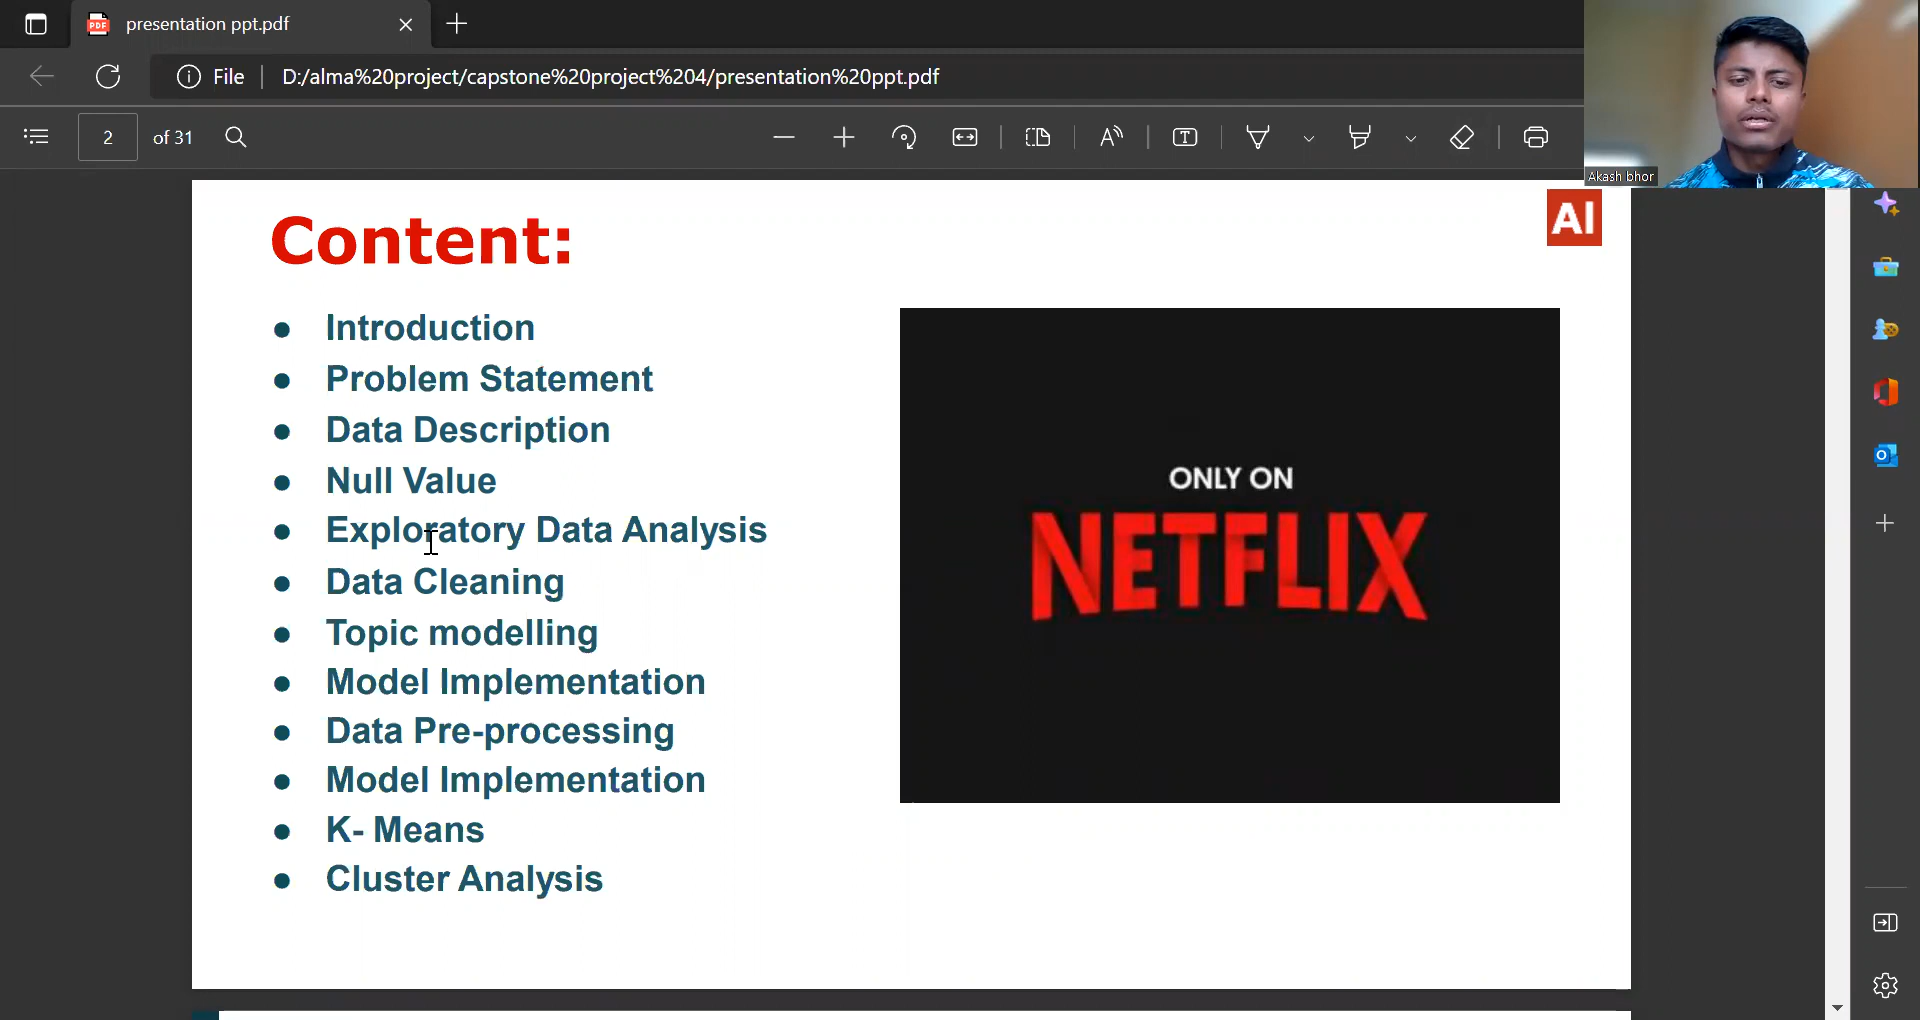 presentation ppt.pdf
File
D:/alma%20project/capstone%20project%204/presentation%20ppt.pdf
2 of 31
Akash bhor
AI
Content:
Introduction
Problem Statement
Data Description
Null Value
Exploratory Data Analysis
Data Cleaning
Topic modelling
Model Implementation
Data Pre-processing
Model Implementation
K- Means
Cluster Analysis
ONLY ON
NETFLIX